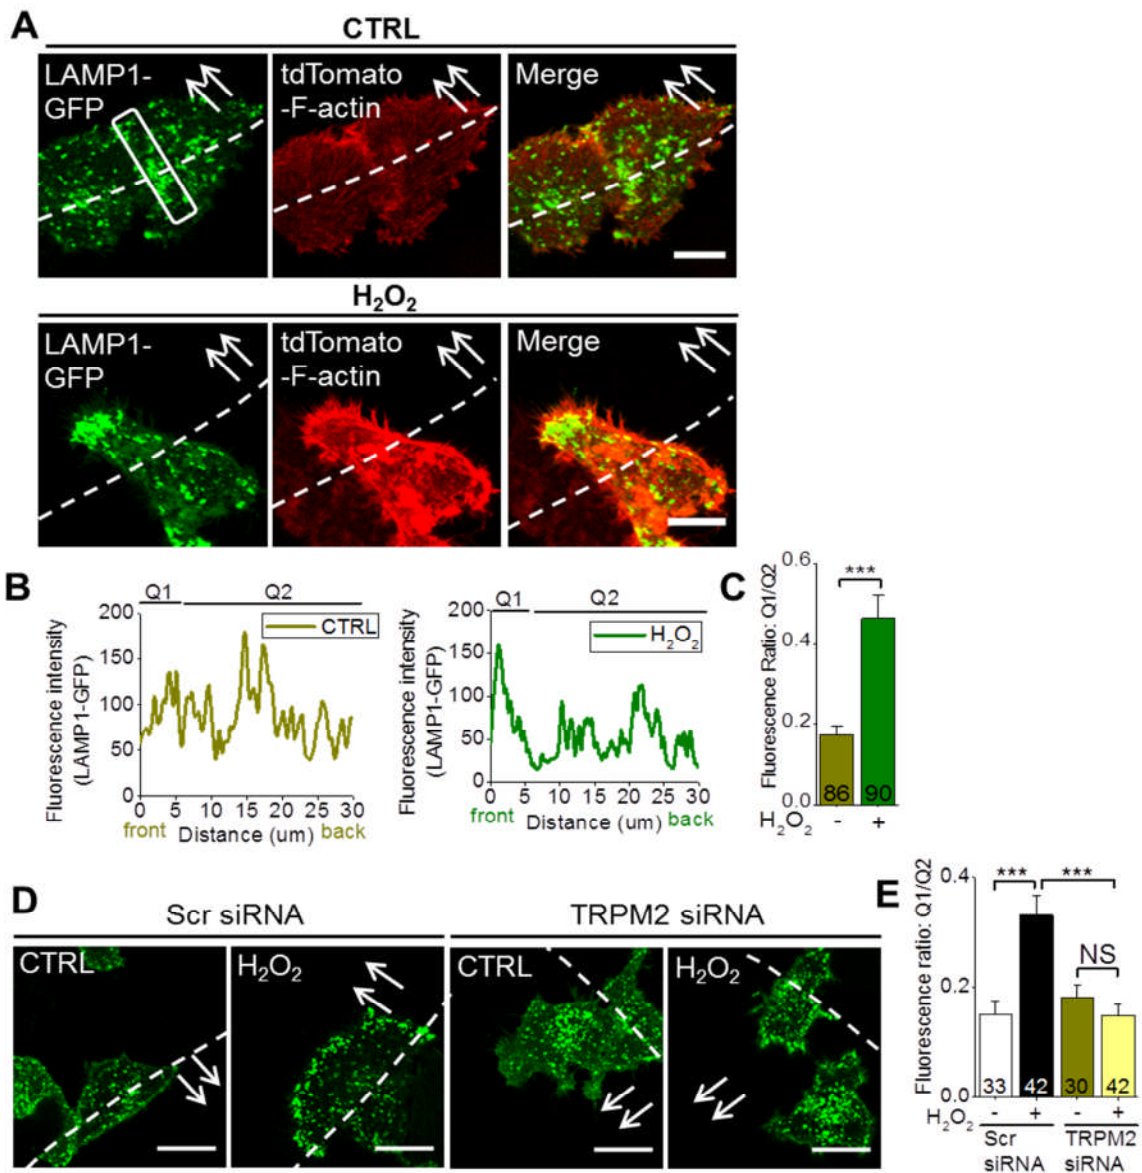 A
CTRL
LAMP1-
GFP
tdTomato
-F-actin
Merge
H₂O₂
LAMP1-
GFP
tdTomato
-F-actin
Merge
B
Q1 Q2
CTRL
Fluorescence intensity
(LAMP1-GFP)
200
150
100
50
0
0 5 10 15 20 25 30
front Distance (um) back
Q1 Q2
H₂O₂
Fluorescence intensity
(LAMP1-GFP)
200
150
100
50
0
0 5 10 15 20 25 30
front Distance (um) back
C
Fluorescence Ratio: Q1/Q2
0.6
0.4
0.2
0.0
***
86 90
H₂O₂ - +
D
Scr siRNA TRPM2 siRNA
CTRL H₂O₂ CTRL H₂O₂
E
Fluorescence ratio: Q1/Q2
0.4
0.2
0.0
*** ***
NS
33 42 30 42
H₂O₂ - + - +
Scr TRPM2
siRNA siRNA